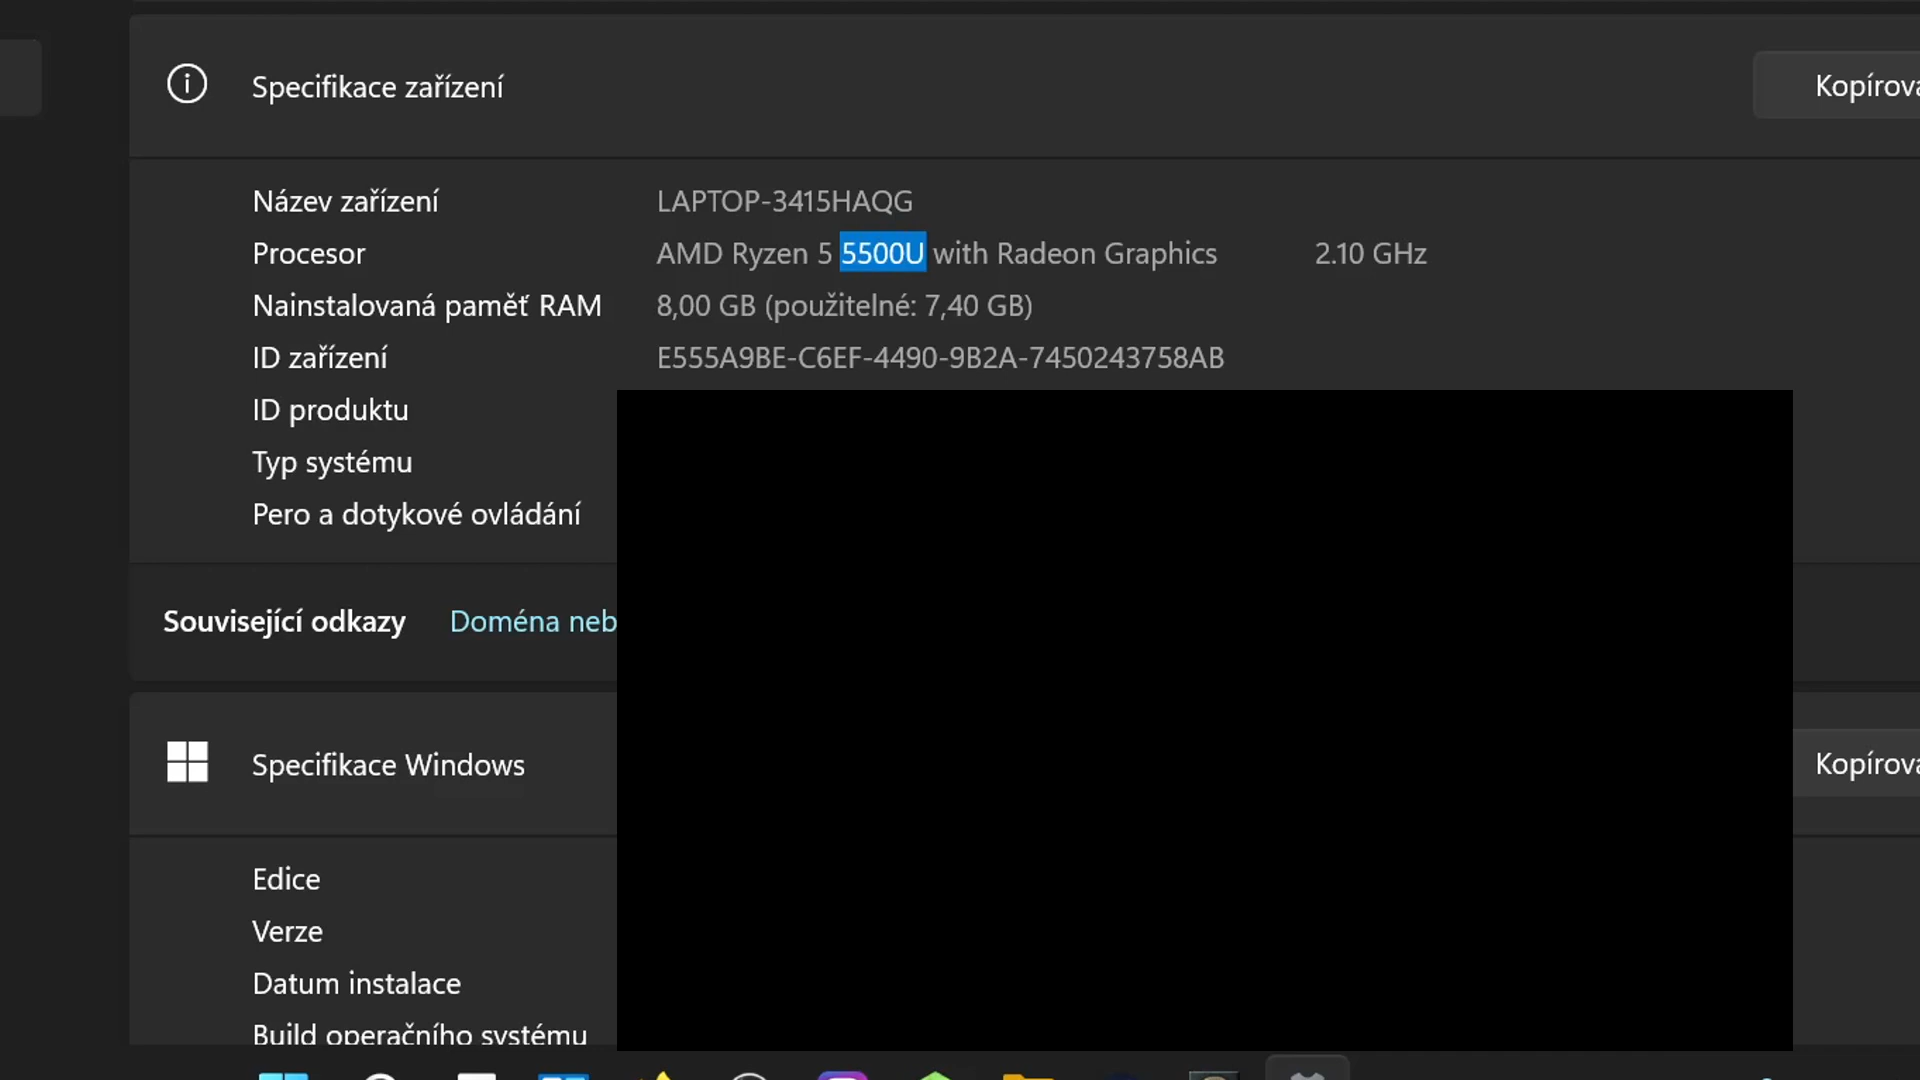 Specifikace zařízení
Kopírova
Název zařízení LAPTOP-3415HAQG
Procesor AMD Ryzen 5 5500U with Radeon Graphics 2.10 GHz
Nainstalovaná paměť RAM 8,00 GB (použitelné: 7,40 GB)
ID zařízení E555A9BE-C6EF-4490-9B2A-7450243758AB
ID produktu
Typ systému
Pero a dotykové ovládání
Související odkazy Doména neb
Specifikace Windows
Kopírova
Edice
Verze
Datum instalace
Build operačního systému